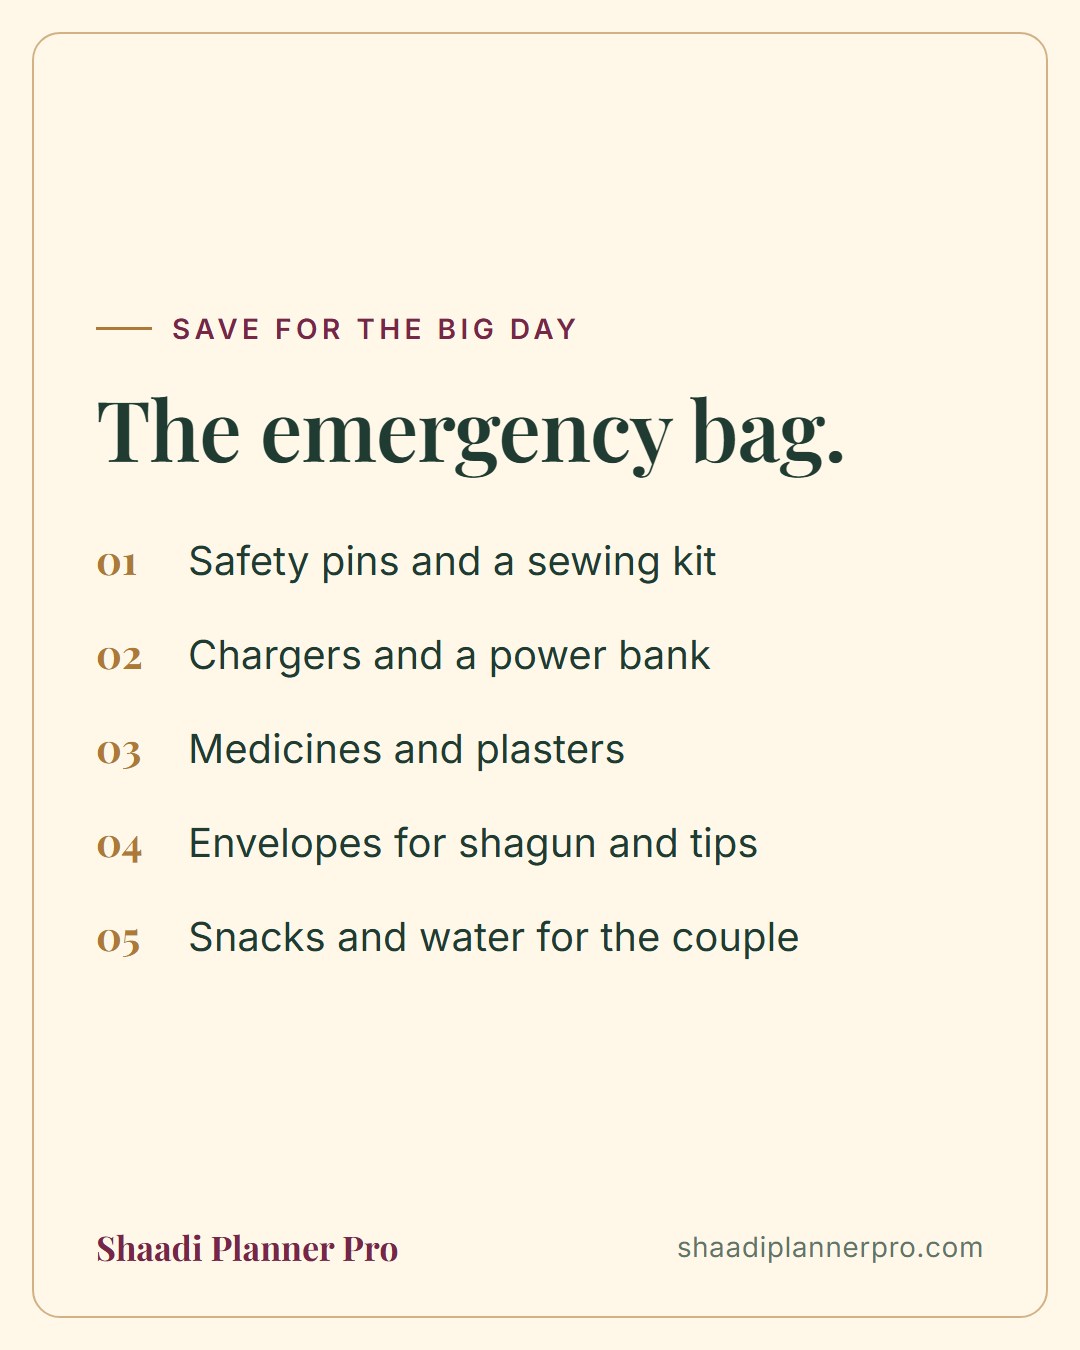 SAVE FOR THE BIG DAY
The emergency bag.
01 Safety pins and a sewing kit
02 Chargers and a power bank
03 Medicines and plasters
04 Envelopes for shagun and tips
05 Snacks and water for the couple
Shaadi Planner Pro
shaadiplannerpro.com